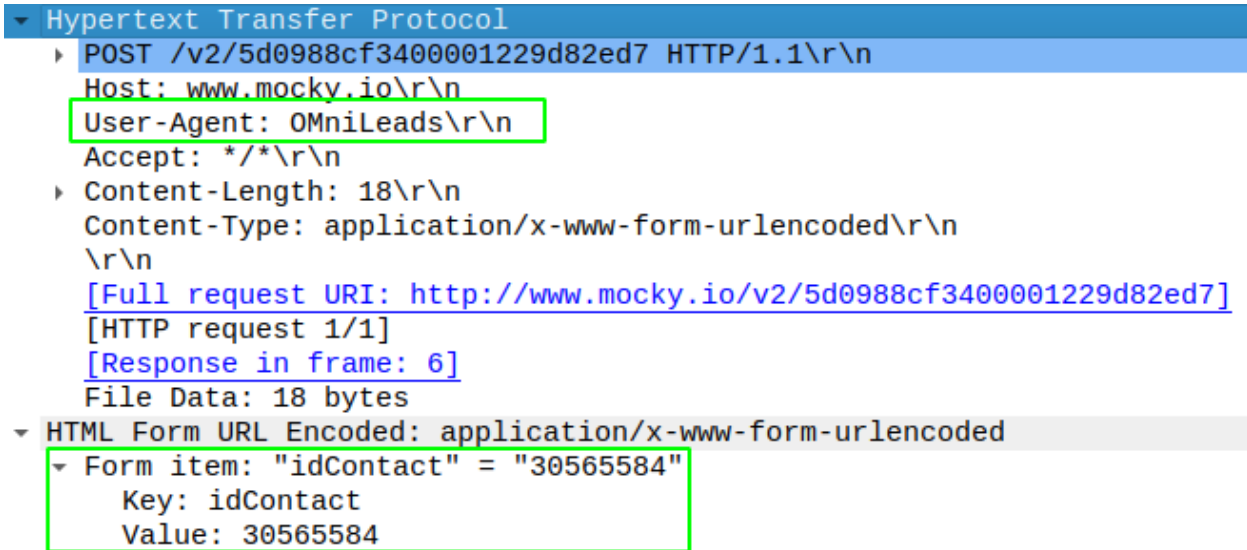 Hypertext Transfer Protocol
POST /v2/5d0988cf3400001229d82ed7 HTTP/1.1\r\n
Host: www.mocky.io\r\n
User-Agent: OMniLeads\r\n
Accept: */*\r\n
Content-Length: 18\r\n
Content-Type: application/x-www-form-urlencoded\r\n
\r\n
[Full request URI: http://www.mocky.io/v2/5d0988cf3400001229d82ed7]
[HTTP request 1/1]
[Response in frame: 6]
File Data: 18 bytes
HTML Form URL Encoded: application/x-www-form-urlencoded
Form item: "idContact" = "30565584"
Key: idContact
Value: 30565584